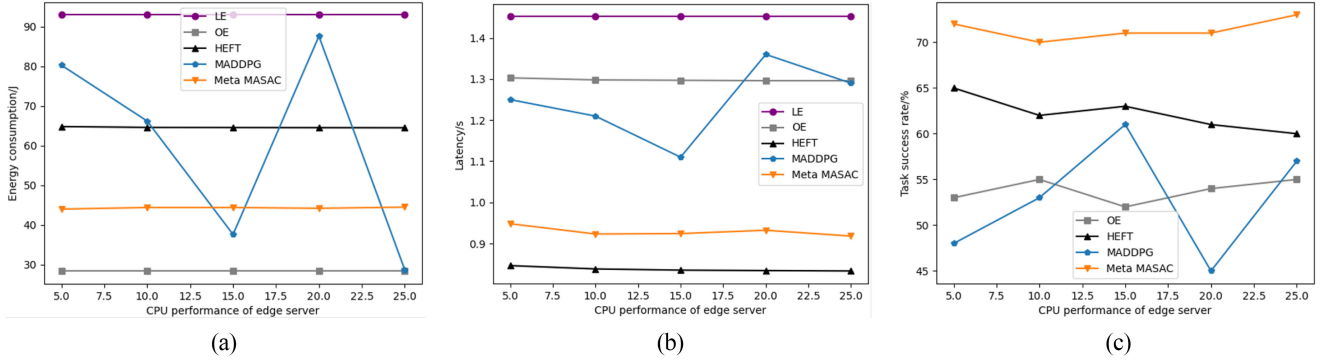 90
80
70
60
50
40
30
Energy consumption/J
LE
OE
HEFT
MADDPG
Meta MASAC
5.0 7.5 10.0 12.5 15.0 17.5 20.0 22.5 25.0
CPU performance of edge server
(a)
1.4
1.3
1.2
1.1
1.0
0.9
Latency/s
LE
OE
HEFT
MADDPG
Meta MASAC
5.0 7.5 10.0 12.5 15.0 17.5 20.0 22.5 25.0
CPU performance of edge server
(b)
70
65
60
55
50
45
Task success rate/%
OE
HEFT
MADDPG
Meta MASAC
5.0 7.5 10.0 12.5 15.0 17.5 20.0 22.5 25.0
CPU performance of edge server
(c)